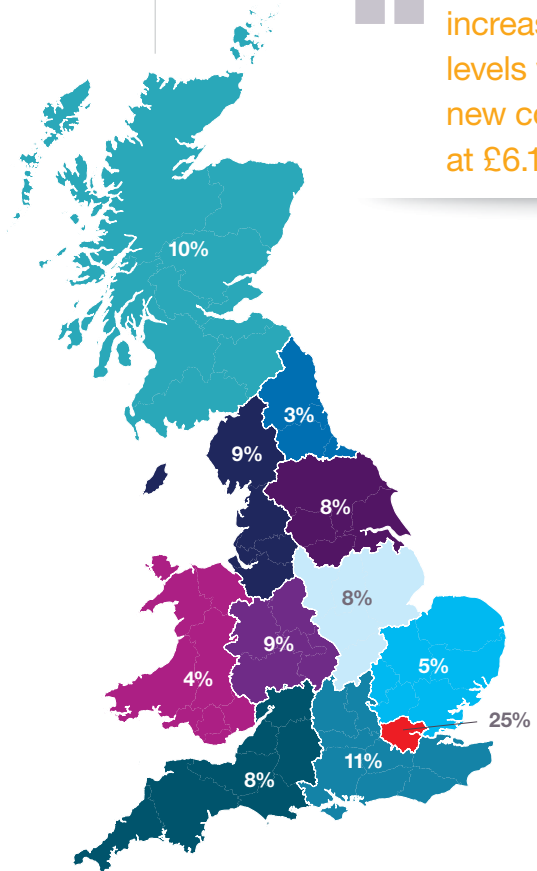 increas
levels
new co
at £6.1
10%
3%
9%
8%
8%
9%
5%
4%
25%
11%
8%